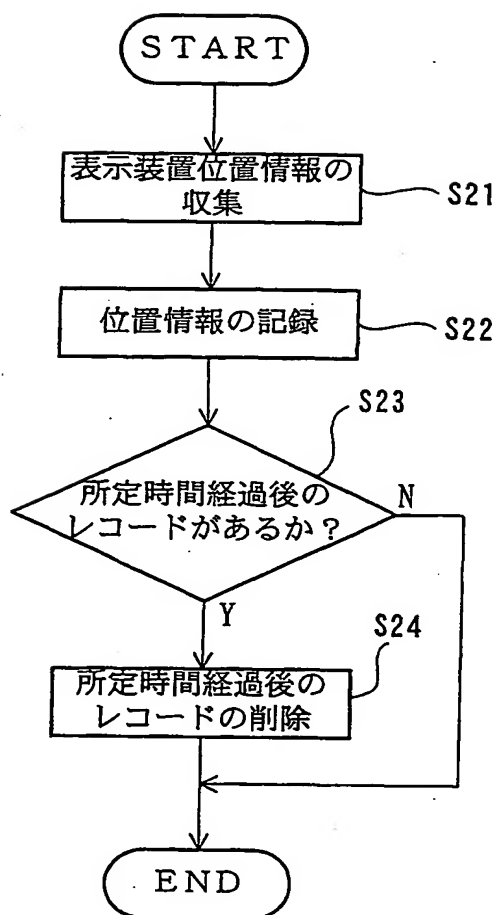 START
表示装置位置情報の
収集
S21
位置情報の記録
S22
S23
所定時間経過後の
レコードがあるか？
N
Y
S24
所定時間経過後の
レコードの削除
END